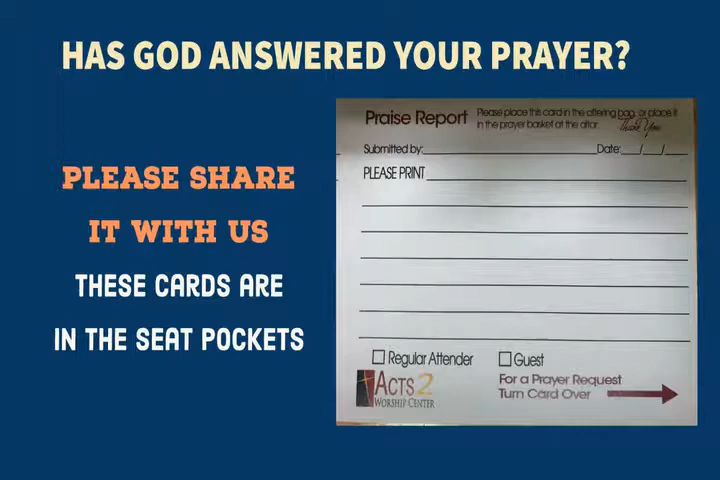 HAS GOD ANSWERED YOUR PRAYER?
PLEASE SHARE
IT WITH US
THESE CARDS ARE
IN THE SEAT POCKETS
Praise Report Please place this card in the offering bag, or place it
in the prayer basket at the altar. Thank You
Submitted by: Date: / /
PLEASE PRINT
Regular Attender Guest
ACTS 2
WORSHIP CENTER
For a Prayer Request
Turn Card Over